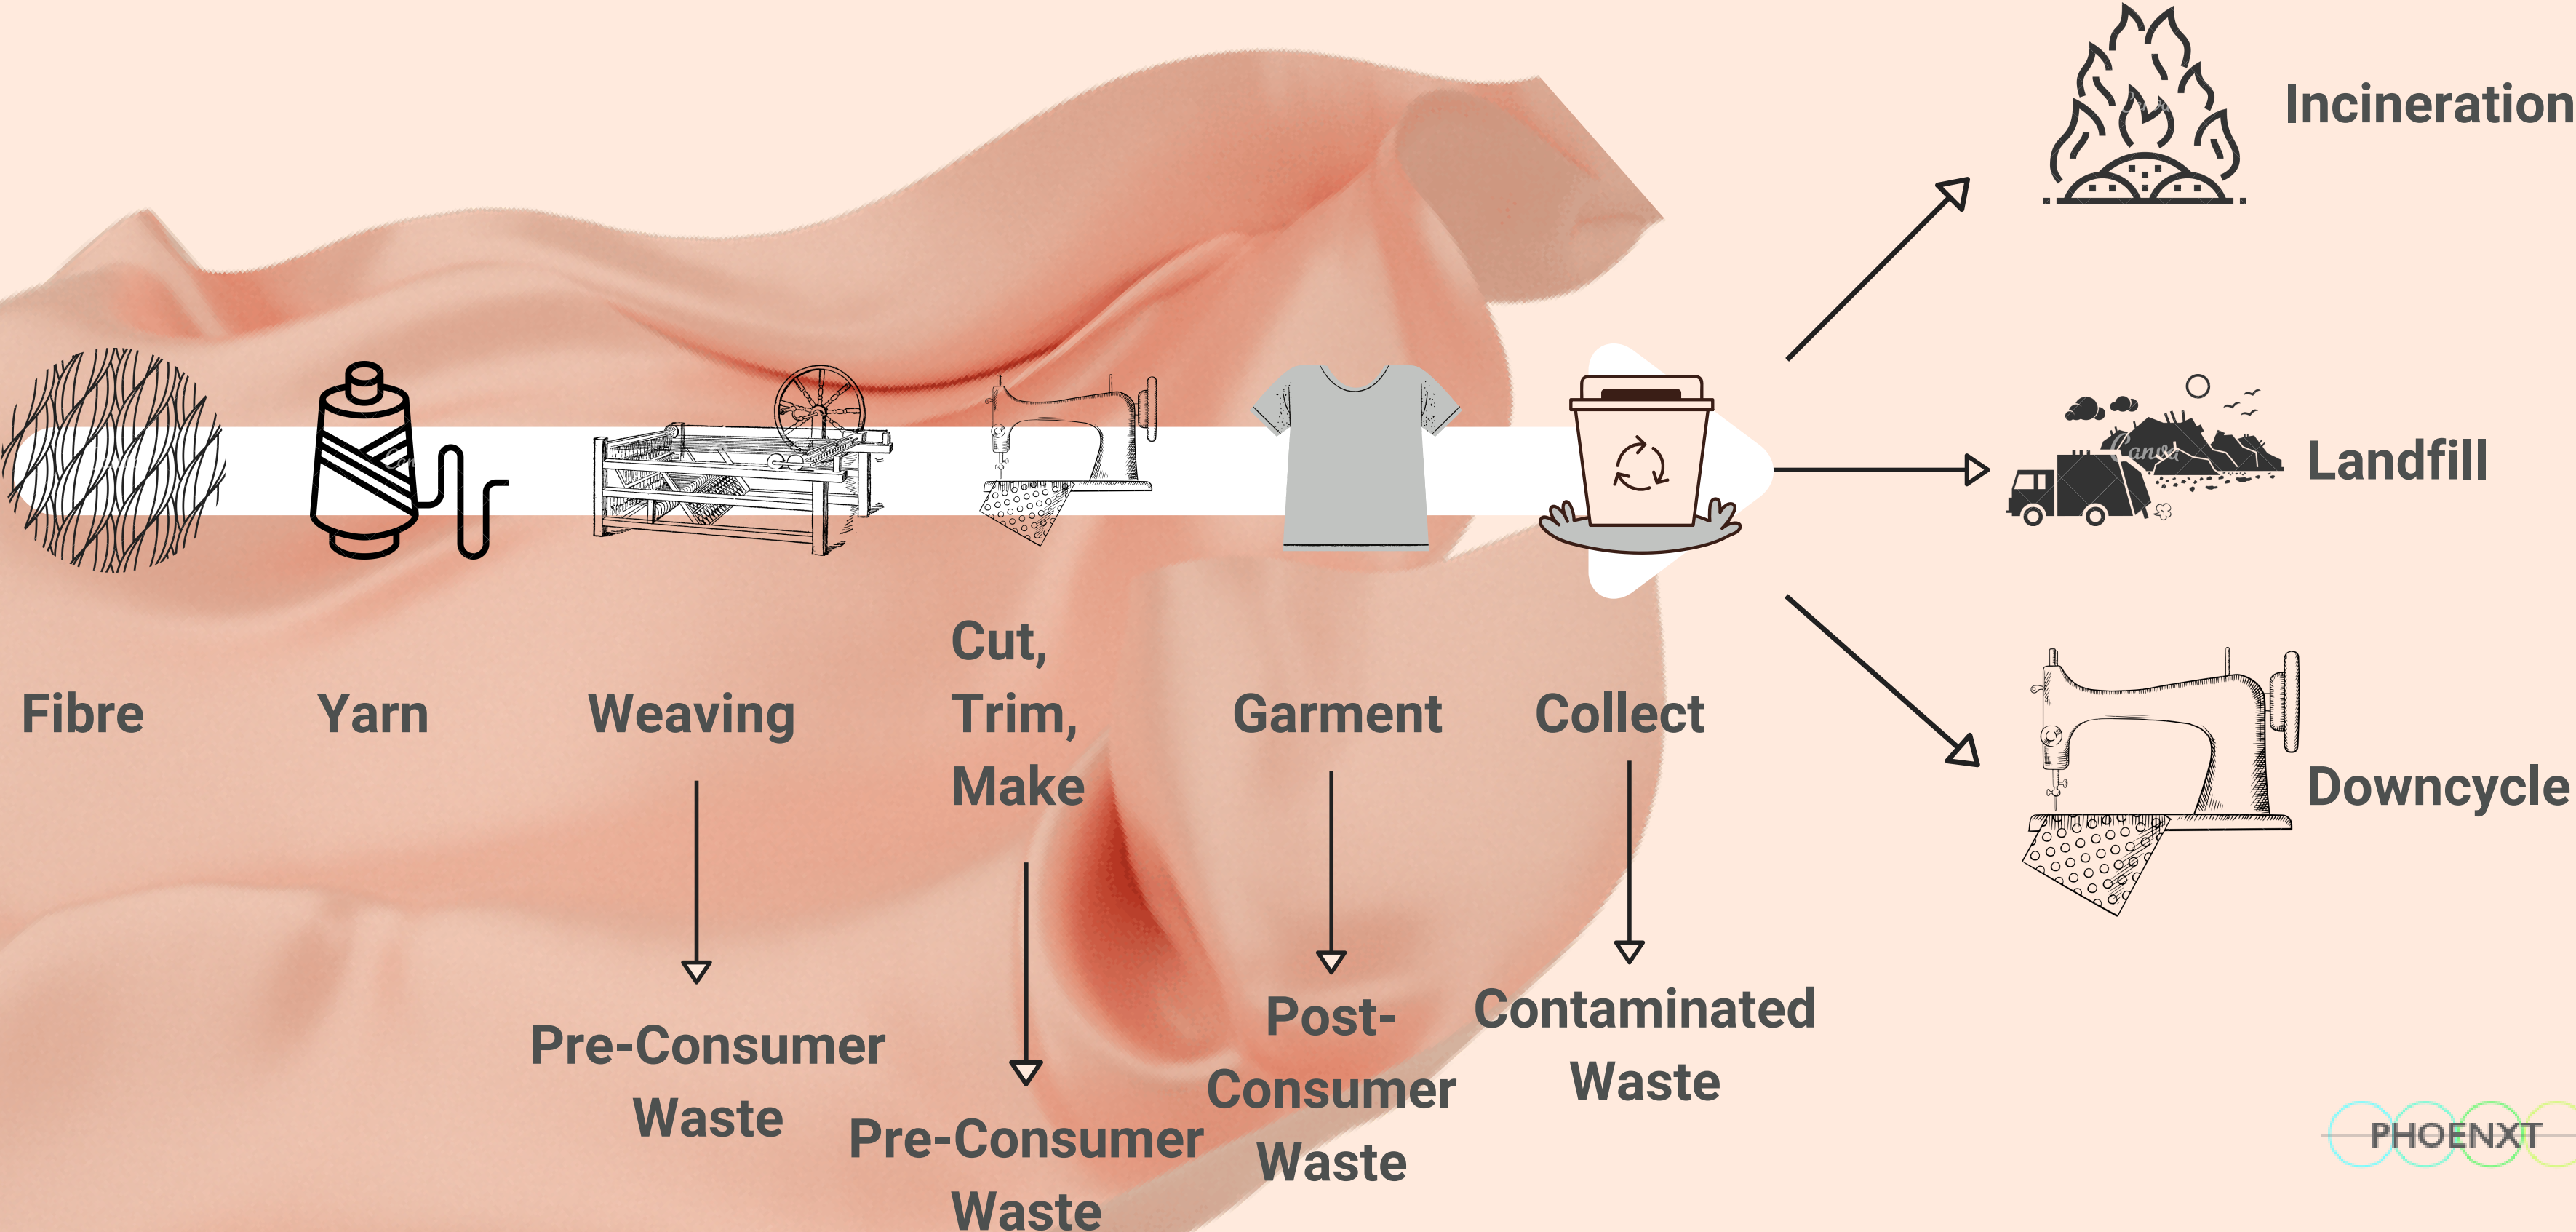 Incineration
Landfill
Fibre
Yarn
Weaving
Cut,
Trim,
Make
Garment
Collect
Downcycle
Pre-Consumer
Waste
Pre-Consumer
Waste
Post-
Consumer
Waste
Contaminated
Waste
PHOENXT
Canva